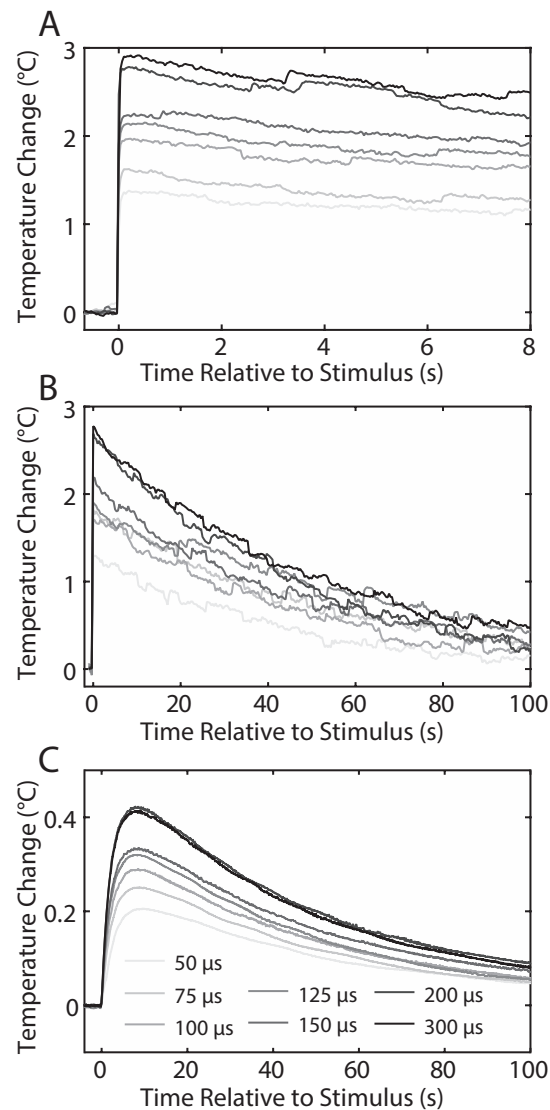 A
Temperature Change (°C)
3
2
1
0
0 2 4 6 8
Time Relative to Stimulus (s)
B
Temperature Change (°C)
3
2
1
0
0 20 40 60 80 100
Time Relative to Stimulus (s)
C
Temperature Change (°C)
0.4
0.2
0
50 µs
75 µs 125 µs 200 µs
100 µs 150 µs 300 µs
0 20 40 60 80 100
Time Relative to Stimulus (s)